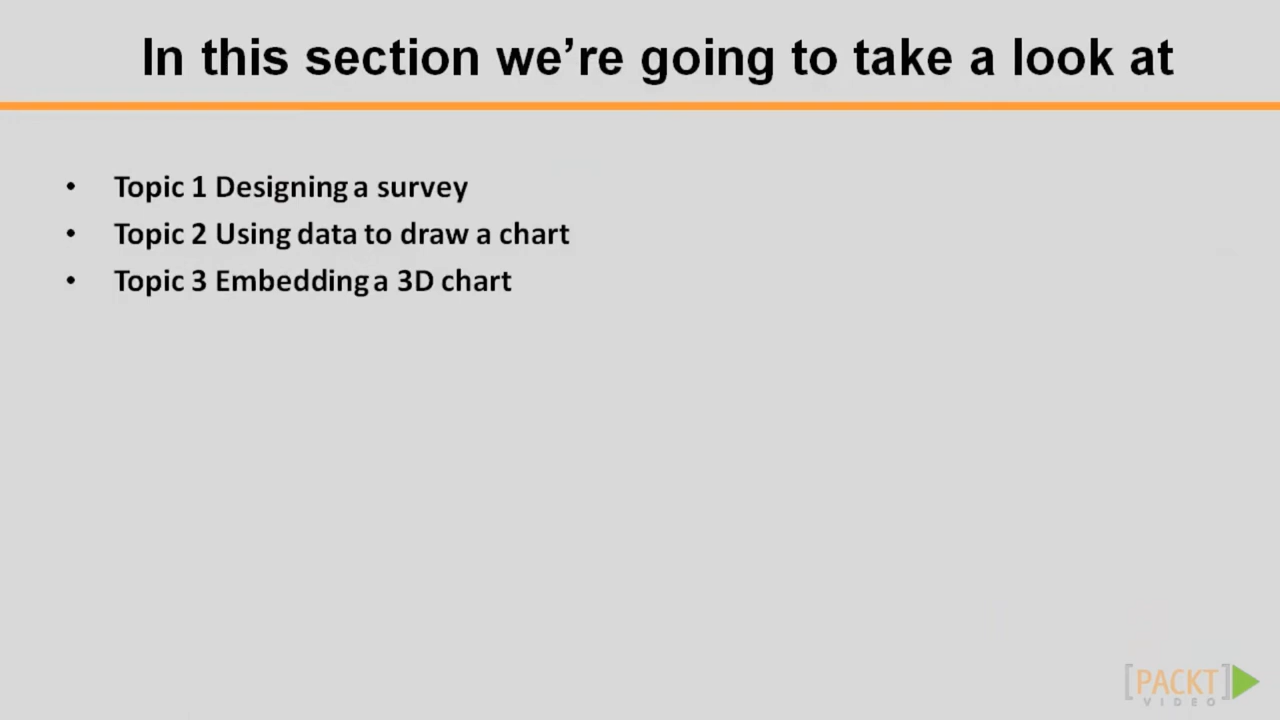 In this section we’re going to take a look at
• Topic 1 Designing a survey
• Topic 2 Using data to draw a chart
• Topic 3 Embedding a 3D chart
[PACKT]
VIDEO